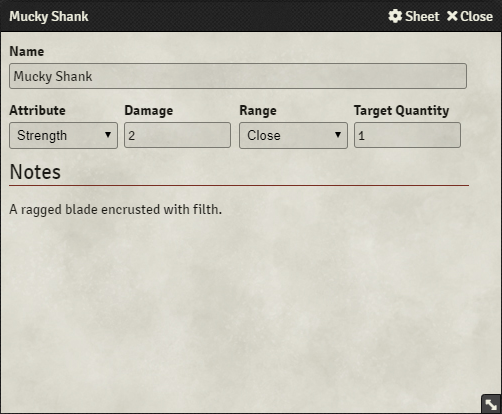 Mucky Shank Sheet Close
Name
Mucky Shank
Attribute Damage Range Target Quantity
Strength 2 Close 1
Notes
A ragged blade encrusted with filth.